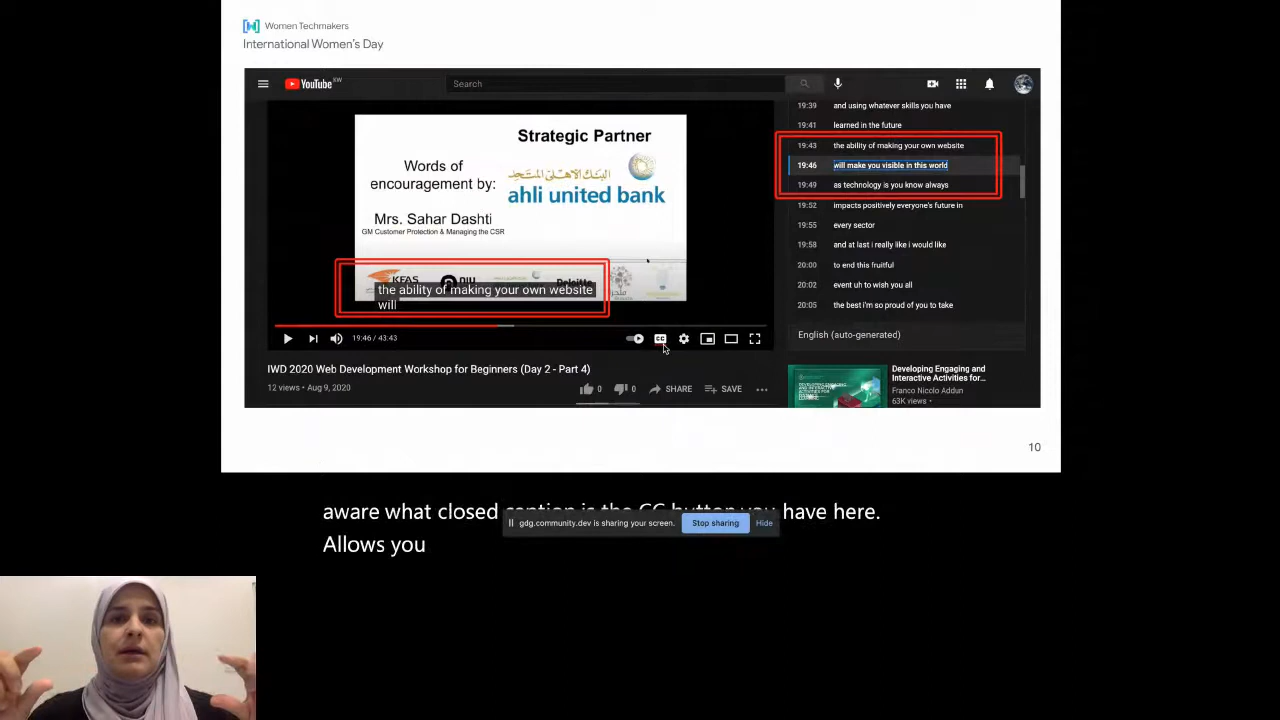 Women Techmakers
International Women's Day
YouTube KW
Search
Strategic Partner
Words of
encouragement by:
البنك الأهلي المتحد
ahli united bank
Mrs. Sahar Dashti
GM Customer Protection & Managing the CSR
KFAS
the ability of making your own website
will
19:46 / 43:43
CC
IWD 2020 Web Development Workshop for Beginners (Day 2 - Part 4)
12 views • Aug 9, 2020
0
0
SHARE
SAVE
19:39 and using whatever skills you have
19:41 learned in the future
19:43 the ability of making your own website
19:46 will make you visible in this world
19:49 as technology is you know always
19:52 impacts positively everyone's future in
19:55 every sector
19:58 and at last i really like i would like
20:00 to end this fruitful
20:02 event uh to wish you all
20:05 the best i'm so proud of you to take
English (auto-generated)
Developing Engaging and
Interactive Activities for...
Franco Nicolo Addun
63K views •
10
aware what closed caption is the CC button you have here.
Allows you
gdg.community.dev is sharing your screen.
Stop sharing
Hide